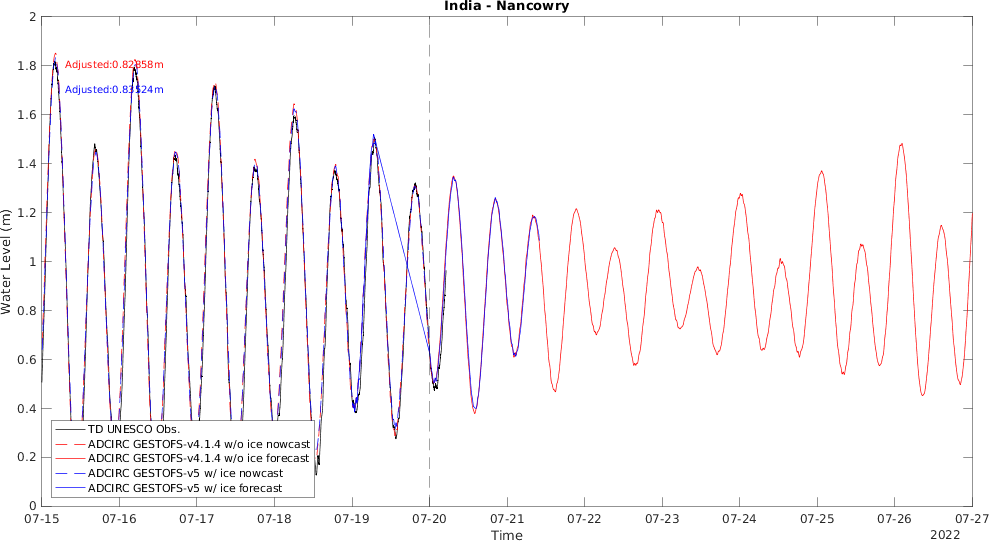 India - Nancowry
2
1.8
1.6
1.4
1.2
1
0.8
0.6
0.4
0.2
0
Water Level (m)
Adjusted:0.82858m
Adjusted:0.83524m
TD UNESCO Obs.
ADCIRC GESTOFS-v4.1.4 w/o ice nowcast
ADCIRC GESTOFS-v4.1.4 w/o ice forecast
ADCIRC GESTOFS-v5 w/ ice nowcast
ADCIRC GESTOFS-v5 w/ ice forecast
07-15 07-16 07-17 07-18 07-19 07-20 07-21 07-22 07-23 07-24 07-25 07-26 07-27
Time
2022